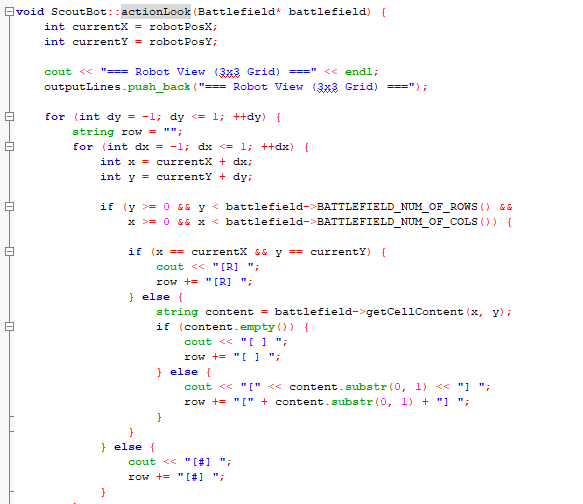 void ScoutBot::actionLook(Battlefield* battlefield) {
    int currentX = robotPosX;
    int currentY = robotPosY;

    cout << "=== Robot View (3x3 Grid) ===" << endl;
    outputLines.push_back("=== Robot View (3x3 Grid) ===");

    for (int dy = -1; dy <= 1; ++dy) {
        string row = "";
        for (int dx = -1; dx <= 1; ++dx) {
            int x = currentX + dx;
            int y = currentY + dy;

            if (y >= 0 && y < battlefield->BATTLEFIELD_NUM_OF_ROWS() &&
                x >= 0 && x < battlefield->BATTLEFIELD_NUM_OF_COLS()) {

                if (x == currentX && y == currentY) {
                    cout << "[R] ";
                    row += "[R] ";
                } else {
                    string content = battlefield->getCellContent(x, y);
                    if (content.empty()) {
                        cout << "[ ] ";
                        row += "[ ] ";
                    } else {
                        cout << "[" << content.substr(0, 1) << "] ";
                        row += "[" + content.substr(0, 1) + "] ";
                    }
                }
            } else {
                cout << "[#] ";
                row += "[#] ";
            }